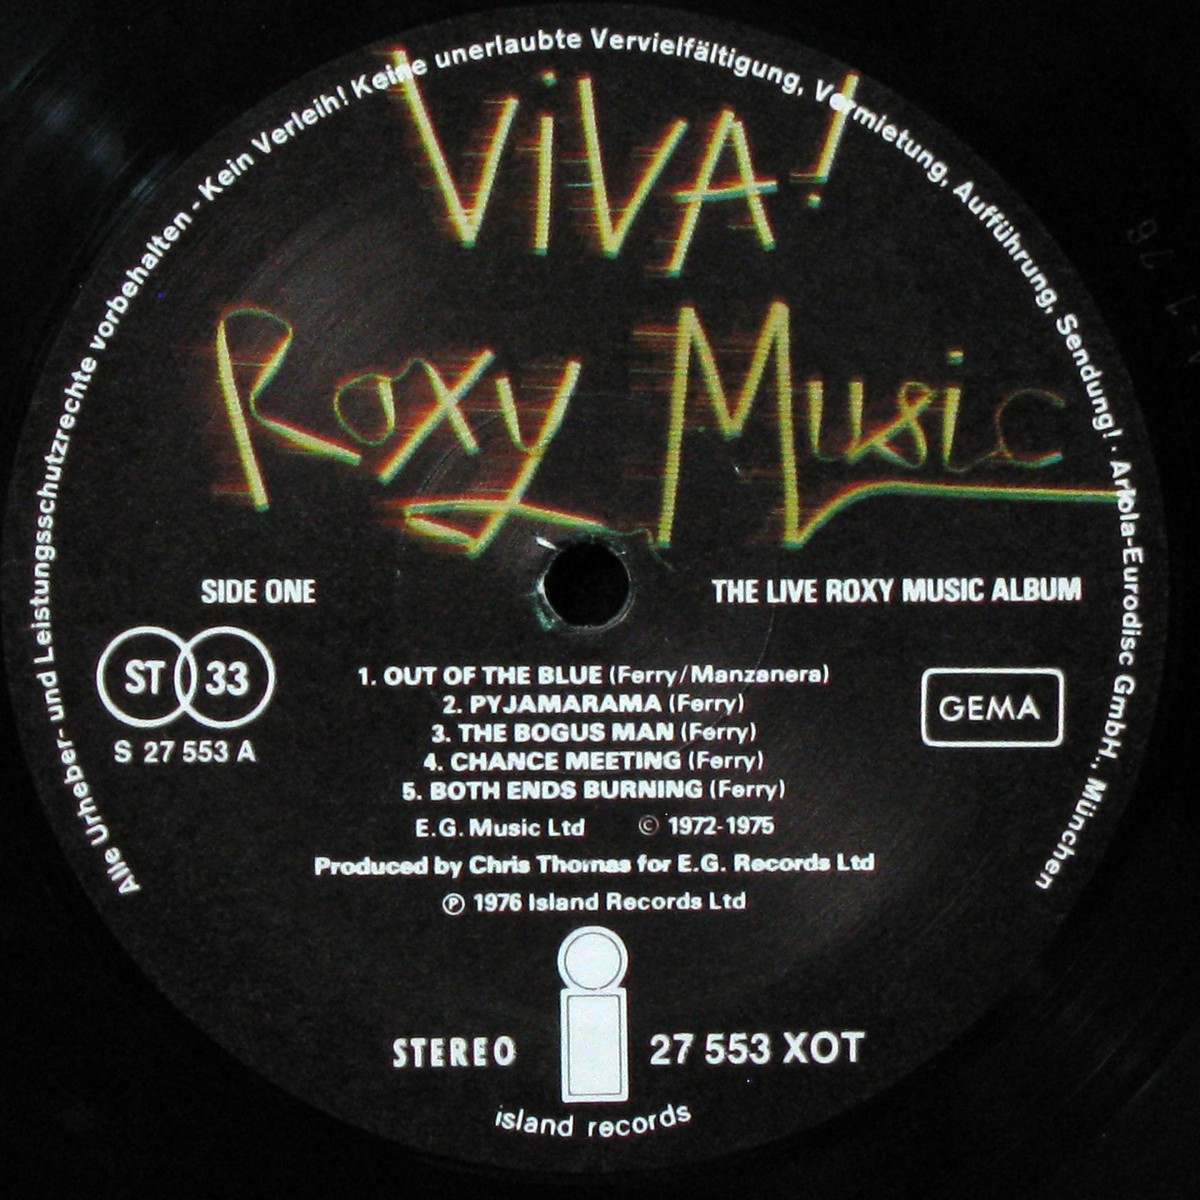 Alle Urheber- und Leistungsschutzrechte vorbehalten - Kein Verleih! Keine unerlaubte Vervielfältigung, Vermietung, Aufführung, Sendung! · Ariola-Eurodisc GmbH., München
ViVA!
Roxy Music
SIDE ONE
THE LIVE ROXY MUSIC ALBUM
ST 33
S 27 553 A
1. OUT OF THE BLUE (Ferry/Manzanera)
2. PYJAMARAMA (Ferry)
3. THE BOGUS MAN (Ferry)
4. CHANCE MEETING (Ferry)
5. BOTH ENDS BURNING (Ferry)
GEMA
E.G. Music Ltd © 1972-1975
Produced by Chris Thomas for E.G. Records Ltd
℗ 1976 Island Records Ltd
STEREO
27 553 XOT
island records